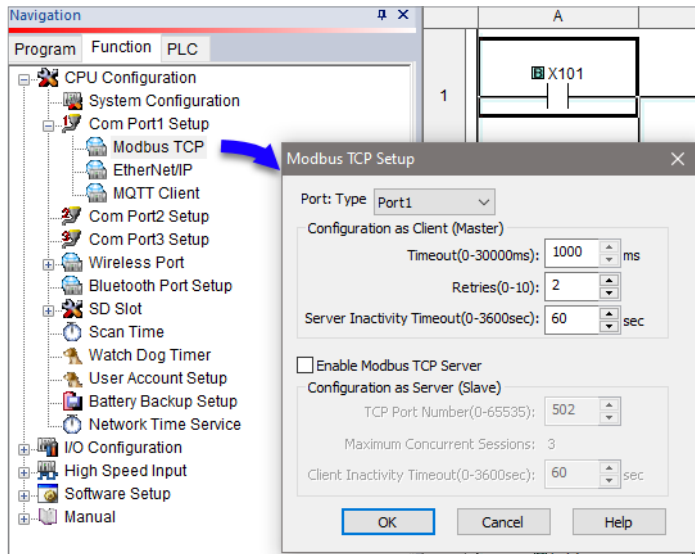 Navigation
Program Function PLC
CPU Configuration
System Configuration
Com Port1 Setup
Modbus TCP
EtherNet/IP
MQTT Client
Com Port2 Setup
Com Port3 Setup
Wireless Port
Bluetooth Port Setup
SD Slot
Scan Time
Watch Dog Timer
User Account Setup
Battery Backup Setup
Network Time Service
I/O Configuration
High Speed Input
Software Setup
Manual
A
1
B X101
Modbus TCP Setup
Port: Type Port1
Configuration as Client (Master)
Timeout(0-30000ms): 1000 ms
Retries(0-10): 2
Server Inactivity Timeout(0-3600sec): 60 sec
Enable Modbus TCP Server
Configuration as Server (Slave)
TCP Port Number(0-65535): 502
Maximum Concurrent Sessions: 3
Client Inactivity Timeout(0-3600sec): 60 sec
OK Cancel Help